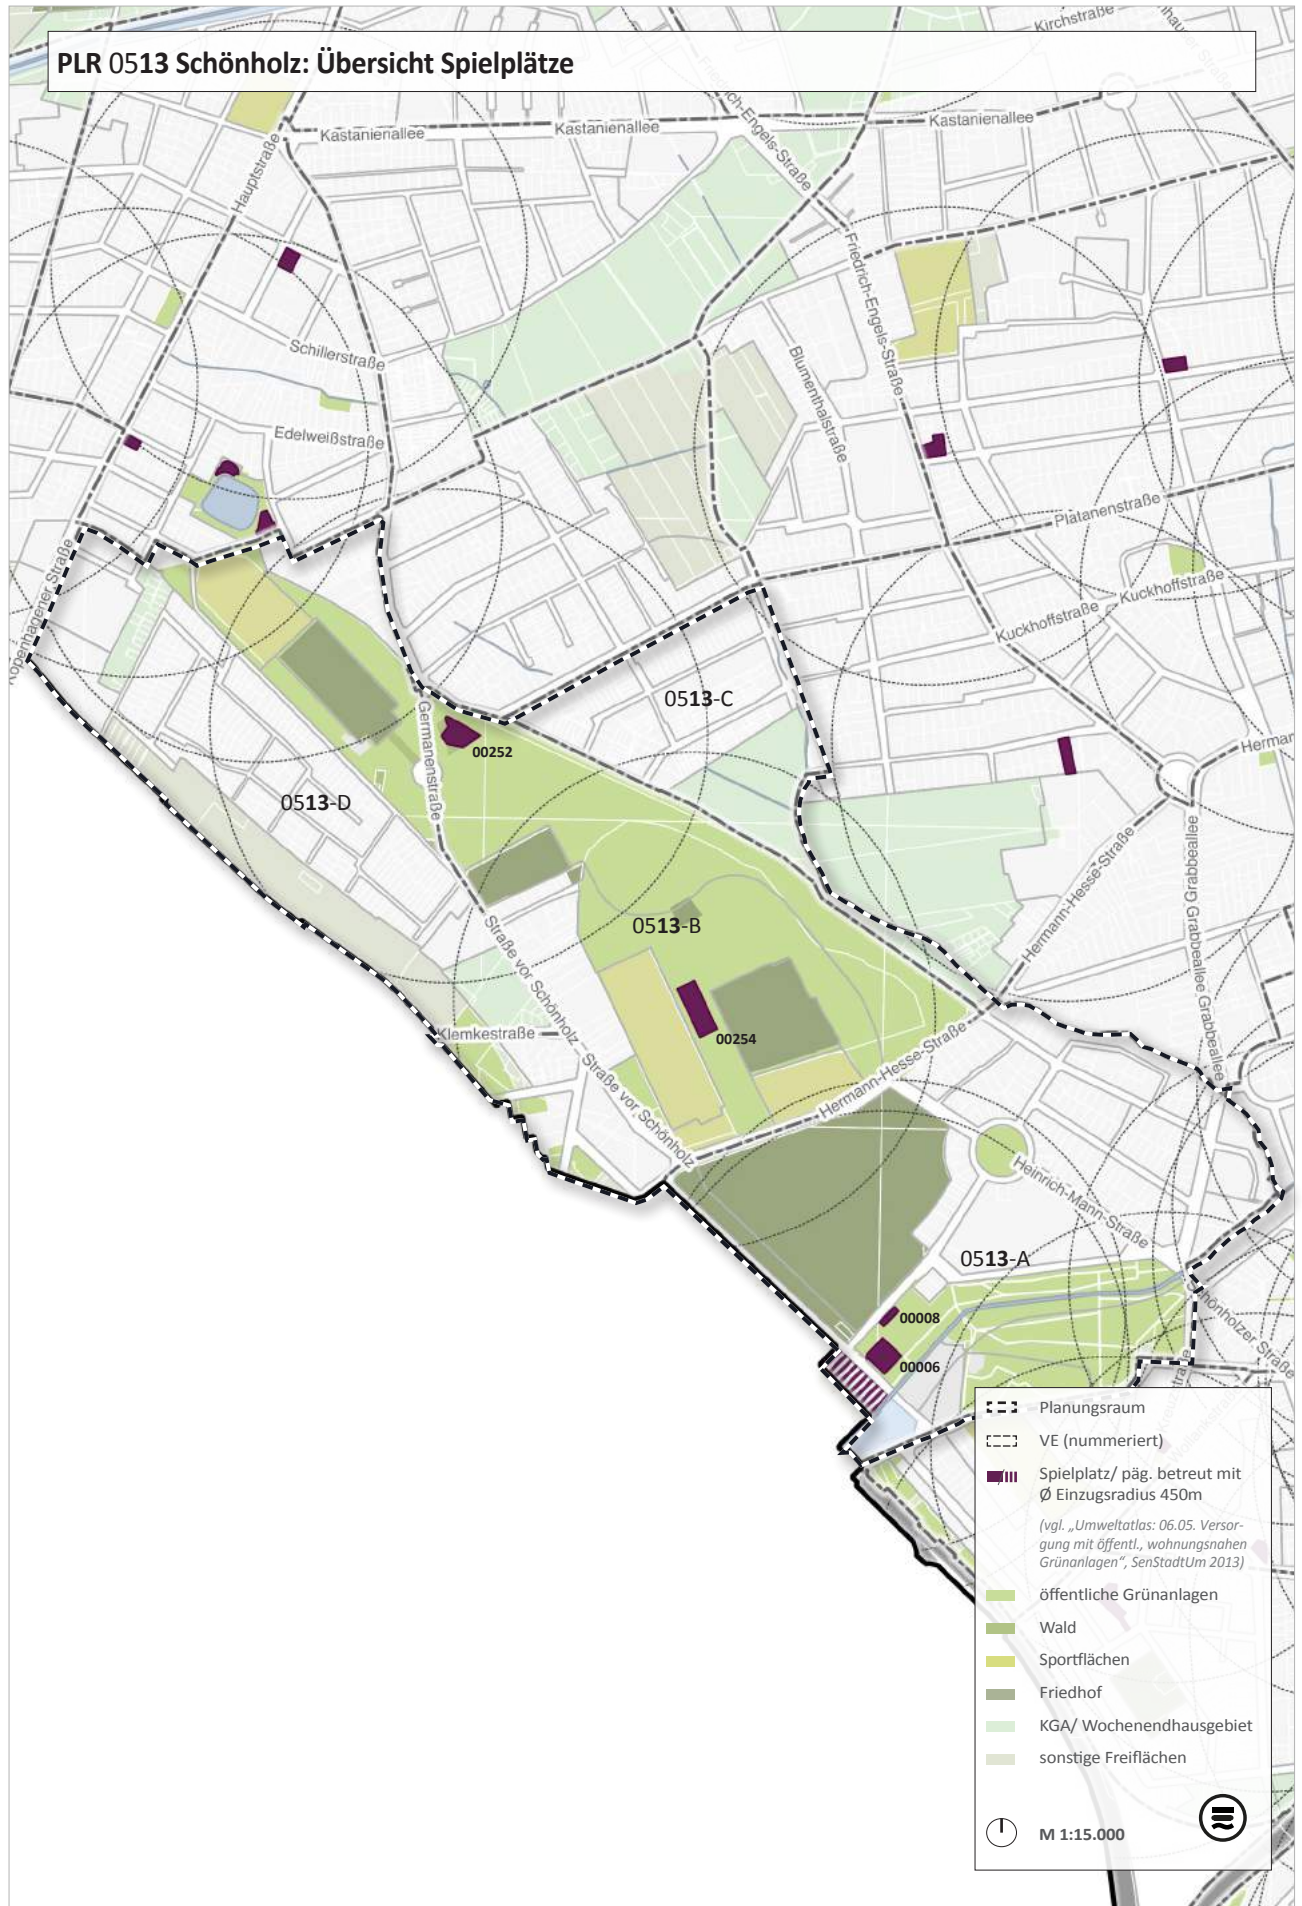 Kirchstraße
PLR 0513 Schönholz: Übersicht Spielplätze
Friedrich-Engels-Straße
Kastanienallee
Kastanienallee
Kastanienallee
Hauptstraße
Friedrich-Engels-Straße
Schillerstraße
Blumenthalstraße
Edelweißstraße
Platanenstraße
Kopenhagener Straße
Kuckhoffstraße
Kuckhoffstraße
0513-C
Germanenstraße
00252
0513-D
Hermann-Hesse-Straße
Grabbeallee Grabbeallee Grabbeallee
0513-B
Straße vor Schönholz
Straße vor Schönholz
Klemkestraße
00254
Hermann-Hesse-Straße
Heinrich-Mann-Straße
0513-A
Schönholzer Straße
00008
00006
Planungsraum
VE (nummeriert)
Spielplatz/ päg. betreut mit
Ø Einzugsradius 450m
(vgl. „Umweltatlas: 06.05. Versor-
gung mit öffentl., wohnungsnahen
Grünanlagen“, SenStadtUm 2013)
öffentliche Grünanlagen
Wald
Sportflächen
Friedhof
KGA/ Wochenendhausgebiet
sonstige Freiflächen
M 1:15.000